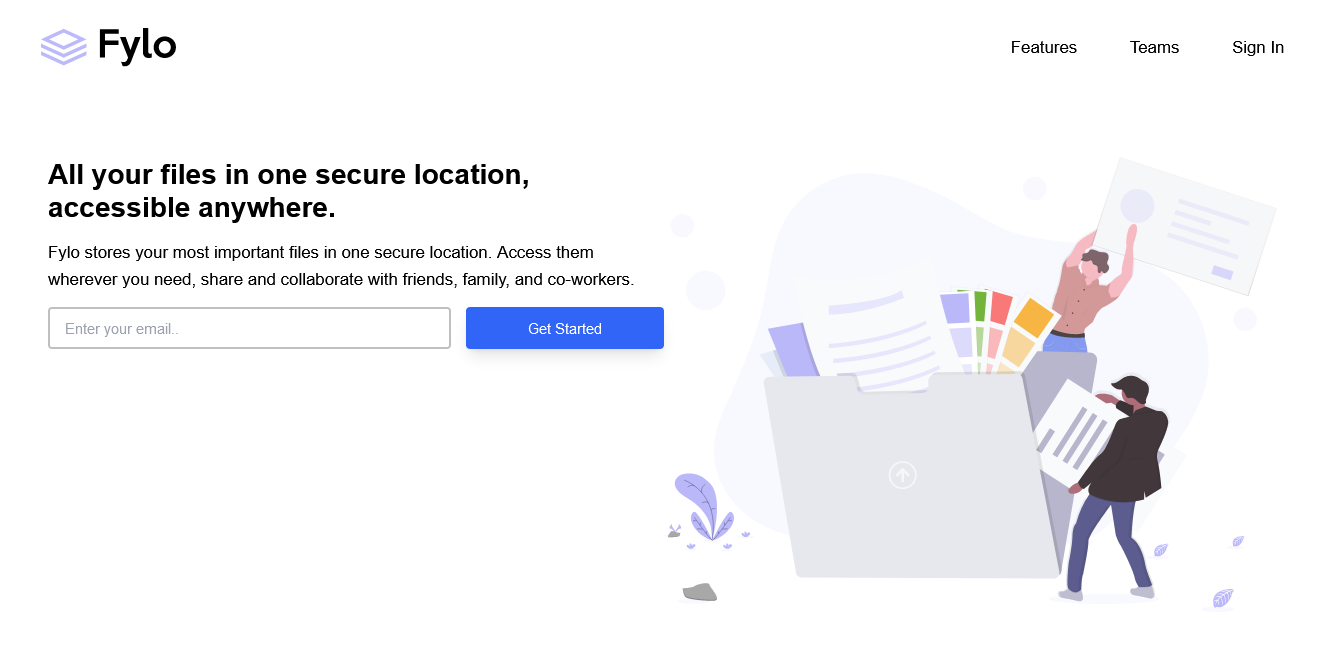 Fylo
Features
Teams
Sign In
All your files in one secure location,
accessible anywhere.
Fylo stores your most important files in one secure location. Access them
wherever you need, share and collaborate with friends, family, and co-workers.
Enter your email..
Get Started